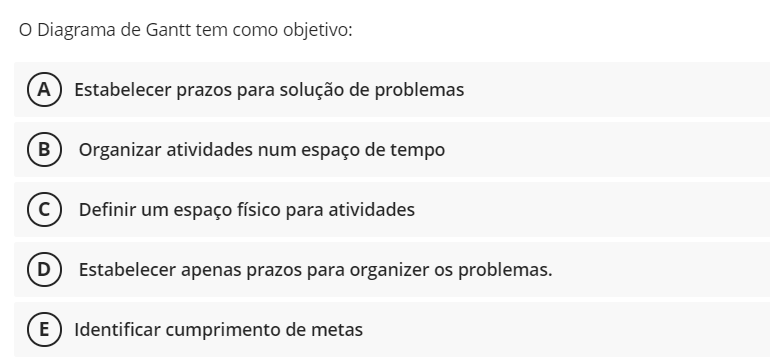 O Diagrama de Gantt tem como objetivo:
A Estabelecer prazos para solução de problemas
B Organizar atividades num espaço de tempo
C Definir um espaço físico para atividades
D Estabelecer apenas prazos para organizer os problemas.
E Identificar cumprimento de metas